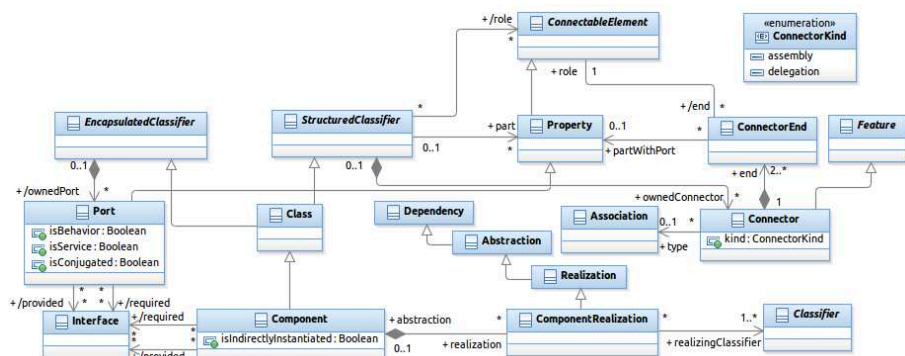 +/role
ConnectableElement
«enumeration»
ConnectorKind
assembly
delegation
*
+ role
1
EncapsulatedClassifier
StructuredClassifier
*
+/end
*
0..1
0..1
0..1
+ part
*
Property
0..1
*
+ partWithPort
ConnectorEnd
Feature
+ end
2..*
+/ownedPort
*
Port
isBehavior : Boolean
isService : Boolean
isConjugated : Boolean
Class
Dependency
Abstraction
Realization
Association
0..1
*
+ type
+ ownedConnector
*
1
Connector
kind : ConnectorKind
+/provided
*
*
*
*
+/required
Interface
+ /required
*
*
+/provided
Component
isIndirectlyInstantiated : Boolean
+ abstraction
0..1
*
+ realization
ComponentRealization
*
1..*
+ realizingClassifier
Classifier